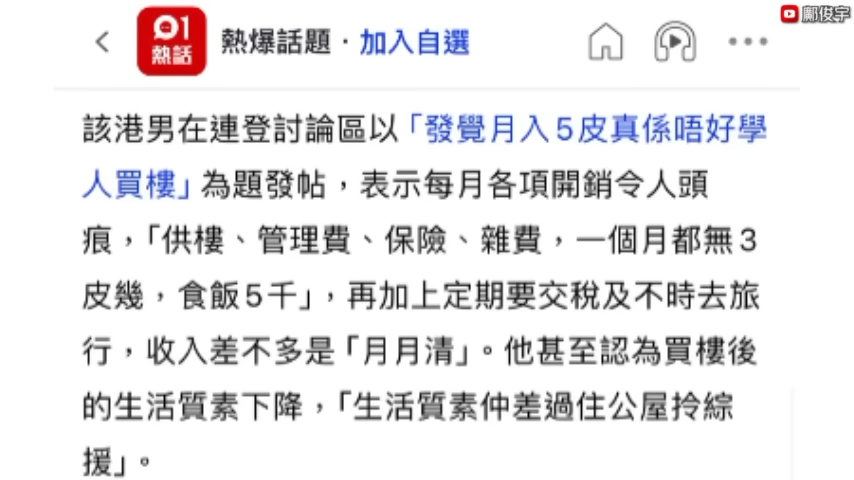 鄺俊宇
01
熱話
熱爆話題·加入自選
該港男在連登討論區以「發覺月入5皮真係唔好學
人買樓」為題發帖，表示每月各項開銷令人頭
痕，「供樓、管理費、保險、雜費，一個月都無3
皮幾，食飯5千」，再加上定期要交稅及不時去旅
行，收入差不多是「月月清」。他甚至認為買樓後
的生活質素下降，「生活質素仲差過住公屋拎綜
援」。